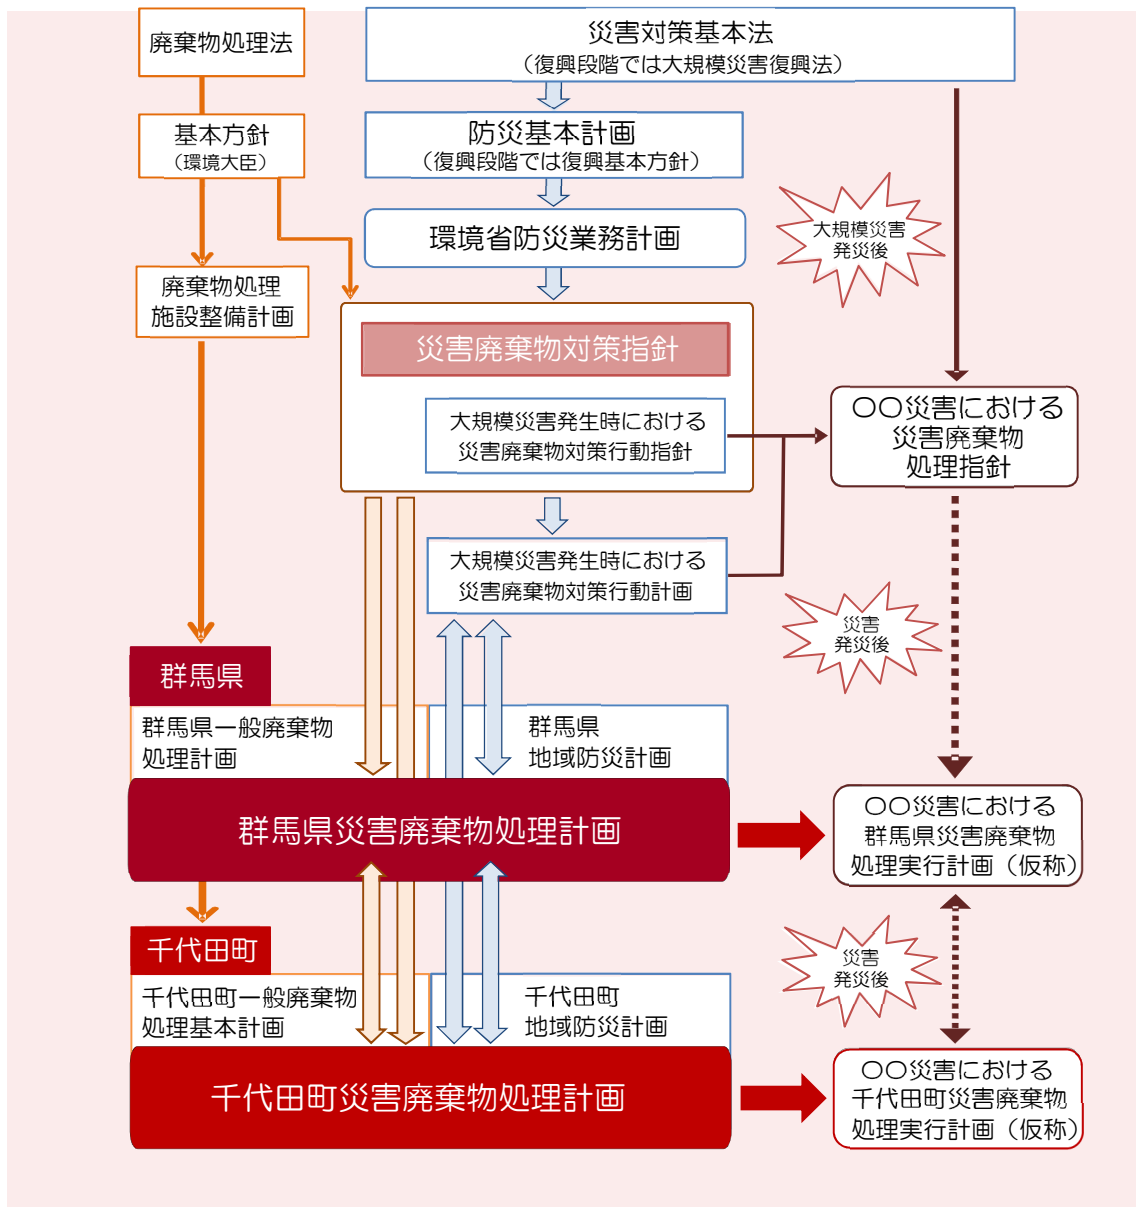 廃棄物処理法
災害対策基本法
（復興段階では大規模災害復興法）
基本方針
（環境大臣）
防災基本計画
（復興段階では復興基本方針）
大規模災害
発災後
環境省防災業務計画
廃棄物処理
施設整備計画
災害廃棄物対策指針
大規模災害発生時における
災害廃棄物対策行動指針
〇〇災害における
災害廃棄物
処理指針
大規模災害発生時における
災害廃棄物対策行動計画
災害
発災後
群馬県
群馬県一般廃棄物
処理計画
群馬県
地域防災計画
群馬県災害廃棄物処理計画
〇〇災害における
群馬県災害廃棄物
処理実行計画（仮称）
災害
発災後
千代田町
千代田町一般廃棄物
処理基本計画
千代田町
地域防災計画
千代田町災害廃棄物処理計画
〇〇災害における
千代田町災害廃棄物
処理実行計画（仮称）